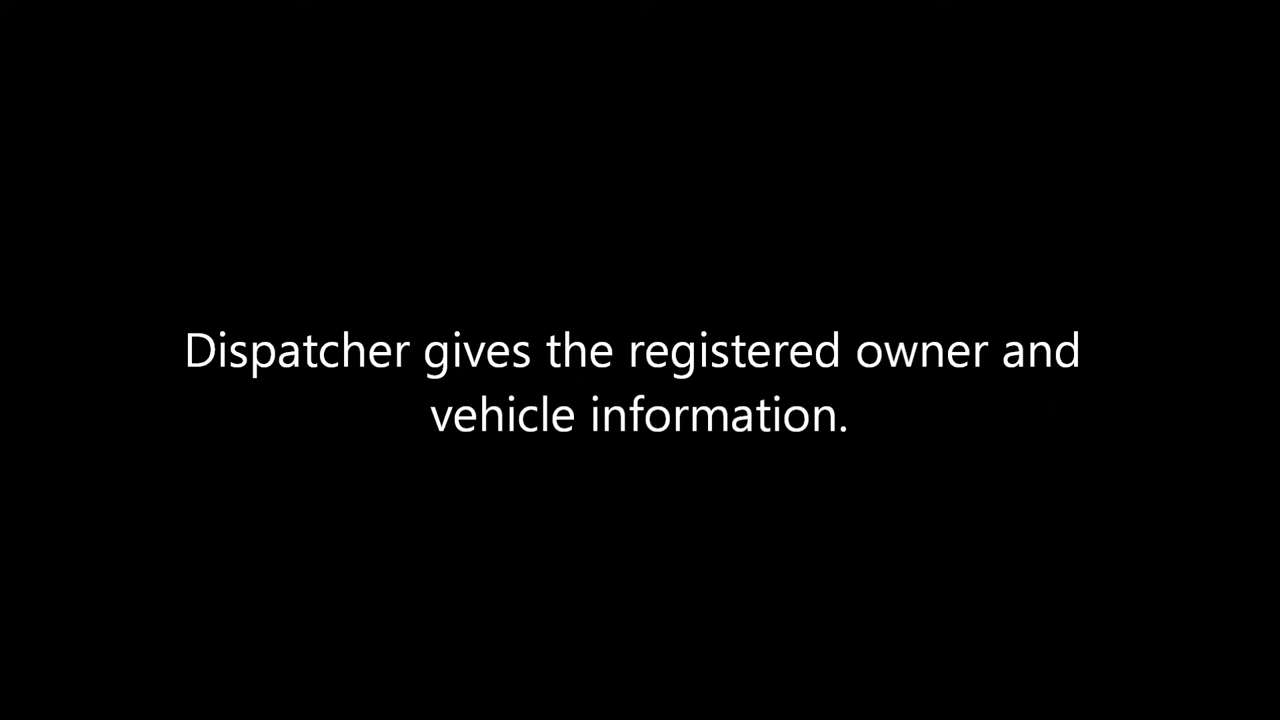 Dispatcher gives the registered owner and
vehicle information.